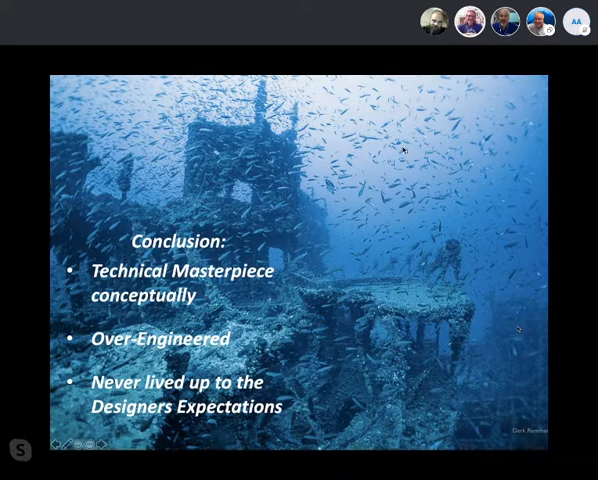 AA
Conclusion:
• Technical Masterpiece
conceptually
• Over-Engineered
• Never lived up to the
Designers Expectations
S